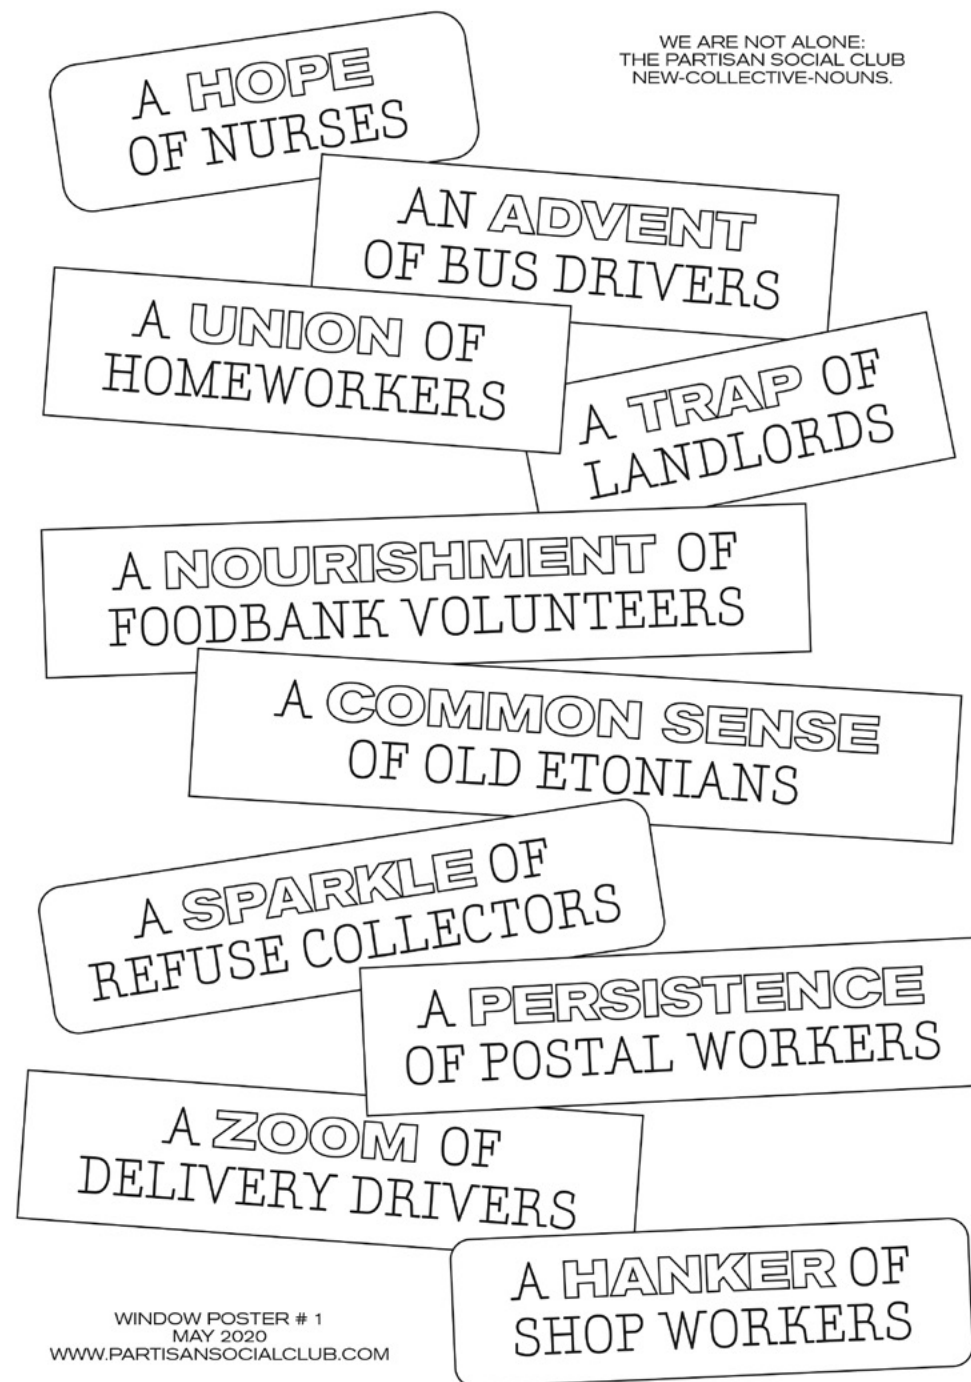 WE ARE NOT ALONE:
THE PARTISAN SOCIAL CLUB
NEW-COLLECTIVE-NOUNS.
A HOPE
OF NURSES
AN ADVENT
OF BUS DRIVERS
A UNION OF
HOMEWORKERS
A TRAP OF
LANDLORDS
A NOURISHMENT OF
FOODBANK VOLUNTEERS
A COMMON SENSE
OF OLD ETONIANS
A SPARKLE OF
REFUSE COLLECTORS
A PERSISTENCE
OF POSTAL WORKERS
A ZOOM OF
DELIVERY DRIVERS
A HANKER OF
SHOP WORKERS
WINDOW POSTER # 1
MAY 2020
WWW.PARTISANSOCIALCLUB.COM